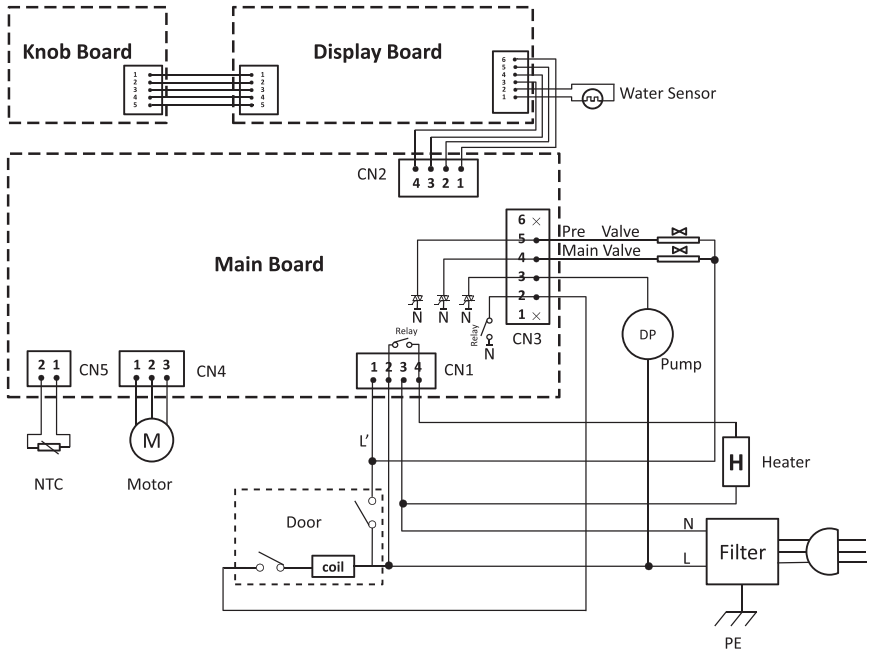 Knob Board
1
2
3
4
5
Display Board
1
2
3
4
5
6
5
4
3
2
1
Water Sensor
CN2
4 3 2 1
Main Board
6
5
4
3
2
1
CN3
Pre Valve
Main Valve
N
N
N
Relay
N
Relay
DP
Pump
2 1
CN5
1 2 3
CN4
1 2 3 4
CN1
L'
M
NTC
Motor
H
Heater
Door
coil
N
L
Filter
PE